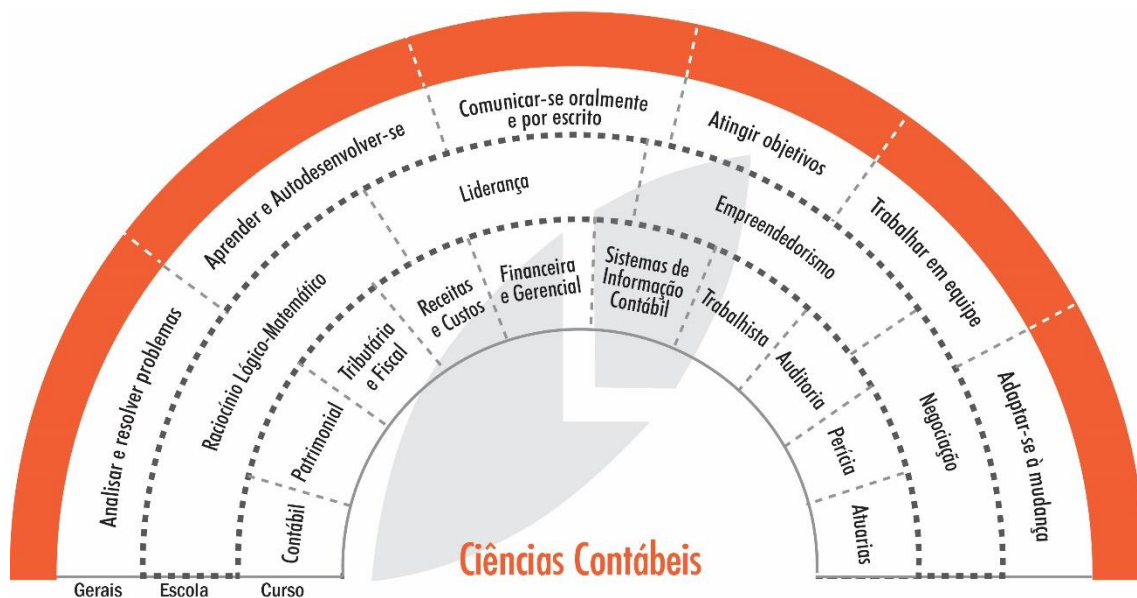 Analisar e resolver problemas
Aprender e Autodesenvolver-se
Comunicar-se oralmente
e por escrito
Atingir objetivos
Trabalhar em equipe
Adaptar-se à mudança
Raciocínio Lógico-Matemático
Liderança
Empreendedorismo
Negociação
Contábil
Patrimonial
Tributária
e Fiscal
Receitas
e Custos
Financeira
e Gerencial
Sistemas de
Informação
Contábil
Trabalhista
Auditoria
Perícia
Atuarias
Ciências Contábeis
Gerais
Escola
Curso